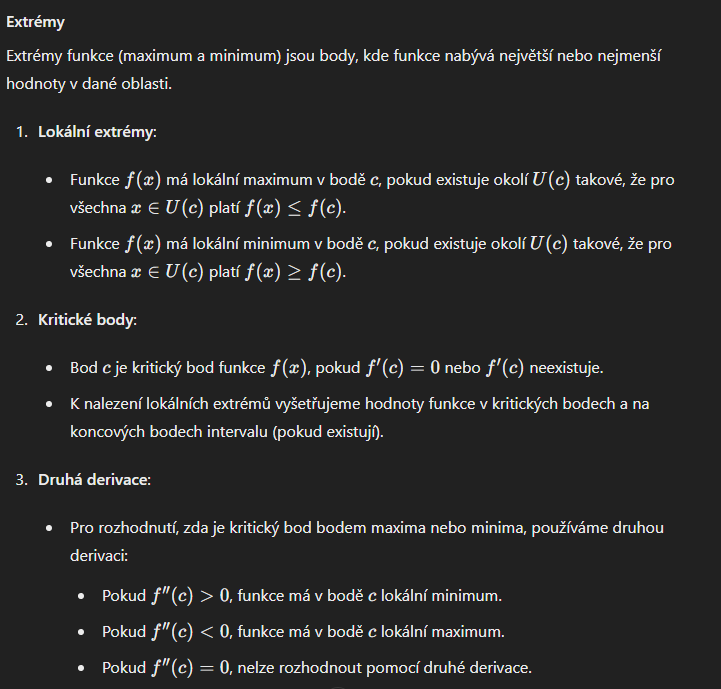 Extrémy
Extrémy funkce (maximum a minimum) jsou body, kde funkce nabývá největší nebo nejmenší
hodnoty v dané oblasti.
1. Lokální extrémy:
• Funkce f(x) má lokální maximum v bodě c, pokud existuje okolí U(c) takové, že pro
všechna x ∈ U(c) platí f(x) ≤ f(c).
• Funkce f(x) má lokální minimum v bodě c, pokud existuje okolí U(c) takové, že pro
všechna x ∈ U(c) platí f(x) ≥ f(c).
2. Kritické body:
• Bod c je kritický bod funkce f(x), pokud f′(c) = 0 nebo f′(c) neexistuje.
• K nalezení lokálních extrémů vyšetřujeme hodnoty funkce v kritických bodech a na
koncových bodech intervalu (pokud existují).
3. Druhá derivace:
• Pro rozhodnutí, zda je kritický bod bodem maxima nebo minima, používáme druhou
derivaci:
• Pokud f′′(c) > 0, funkce má v bodě c lokální minimum.
• Pokud f′′(c) < 0, funkce má v bodě c lokální maximum.
• Pokud f′′(c) = 0, nelze rozhodnout pomocí druhé derivace.